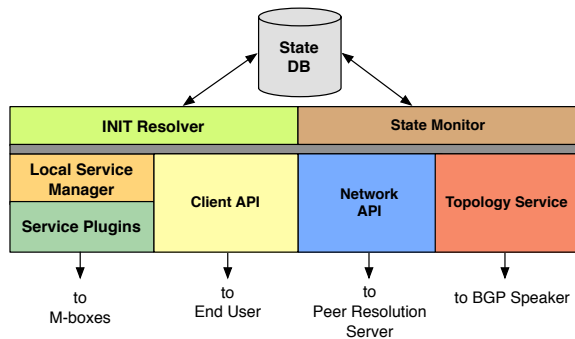 State
DB
INIT Resolver
State Monitor
Local Service
Manager
Service Plugins
Client API
Network
API
Topology Service
to
M-boxes
to
End User
to
Peer Resolution
Server
to BGP Speaker